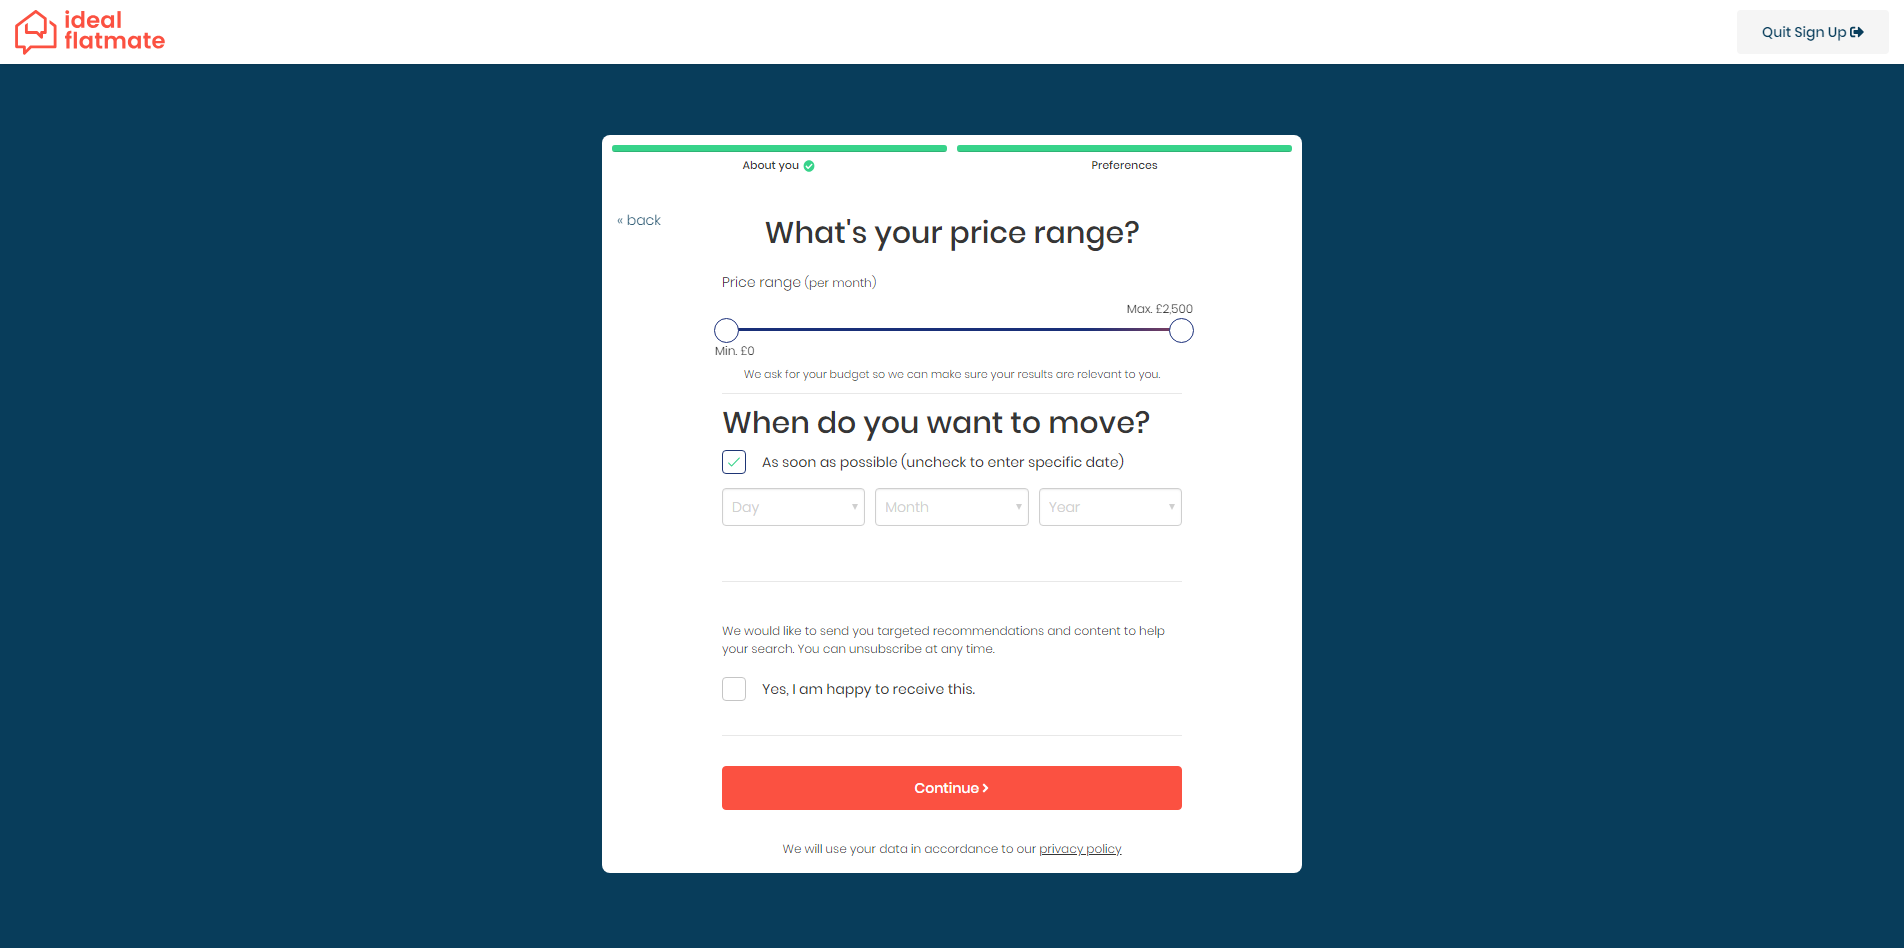 ideal
flatmate
Quit Sign Up
About you
Preferences
« back
What's your price range?
Price range (per month)
Max. £2,500
Min. £0
We ask for your budget so we can make sure your results are relevant to you.
When do you want to move?
As soon as possible (uncheck to enter specific date)
Day
Month
Year
We would like to send you targeted recommendations and content to help
your search. You can unsubscribe at any time.
Yes, I am happy to receive this.
Continue
We will use your data in accordance to our privacy policy